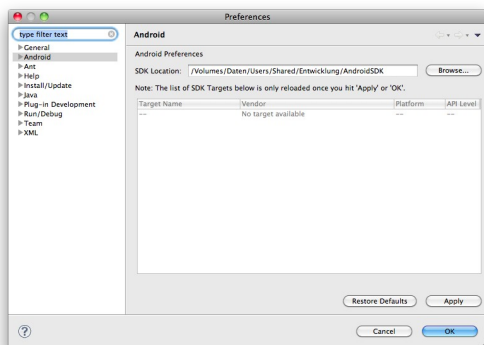 Preferences
type filter text
General
Android
Ant
Help
Install/Update
Java
Plug-in Development
Run/Debug
Team
XML
Android
Android Preferences
SDK Location: /Volumes/Daten/Users/Shared/Entwicklung/AndroidSDK Browse...
Note: The list of SDK Targets below is only reloaded once you hit 'Apply' or 'OK'.
Target Name Vendor Platform API Level
-- No target available -- --
Restore Defaults Apply
? Cancel OK